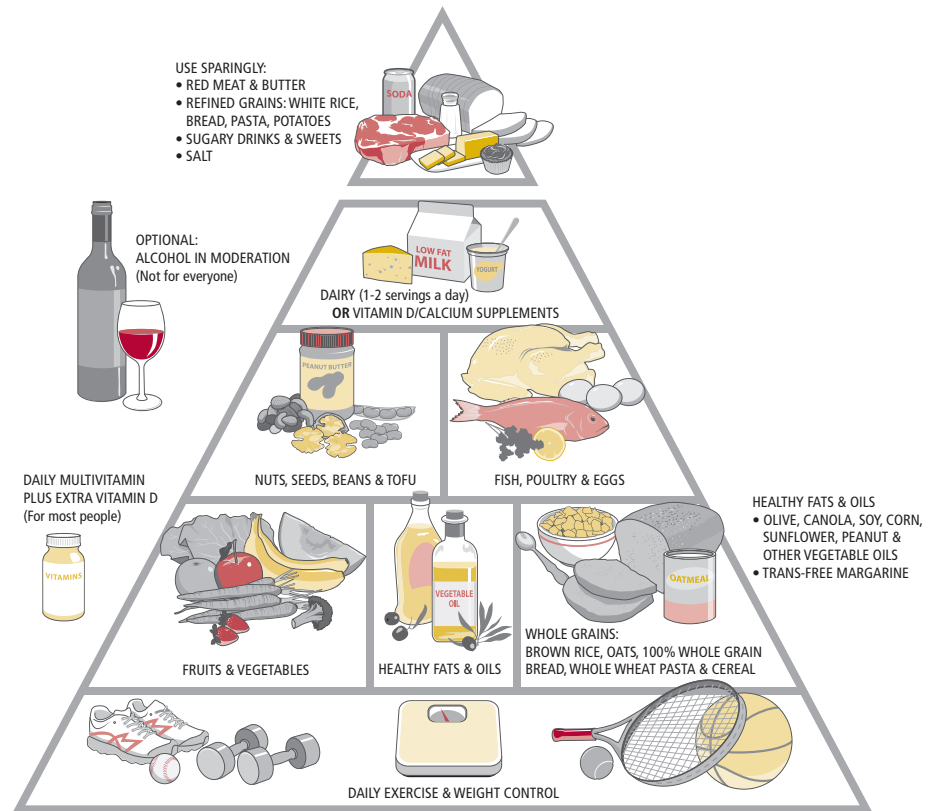 USE SPARINGLY:
• RED MEAT & BUTTER
• REFINED GRAINS: WHITE RICE,
BREAD, PASTA, POTATOES
• SUGARY DRINKS & SWEETS
• SALT
SODA
OPTIONAL:
ALCOHOL IN MODERATION
(Not for everyone)
LOW FAT
MILK
YOGURT
DAIRY (1-2 servings a day)
OR VITAMIN D/CALCIUM SUPPLEMENTS
PEANUT BUTTER
NUTS, SEEDS, BEANS & TOFU
FISH, POULTRY & EGGS
DAILY MULTIVITAMIN
PLUS EXTRA VITAMIN D
(For most people)
VITAMINS
HEALTHY FATS & OILS
• OLIVE, CANOLA, SOY, CORN,
SUNFLOWER, PEANUT &
OTHER VEGETABLE OILS
• TRANS-FREE MARGARINE
VEGETABLE
OIL
OATMEAL
FRUITS & VEGETABLES
HEALTHY FATS & OILS
WHOLE GRAINS:
BROWN RICE, OATS, 100% WHOLE GRAIN
BREAD, WHOLE WHEAT PASTA & CEREAL
DAILY EXERCISE & WEIGHT CONTROL